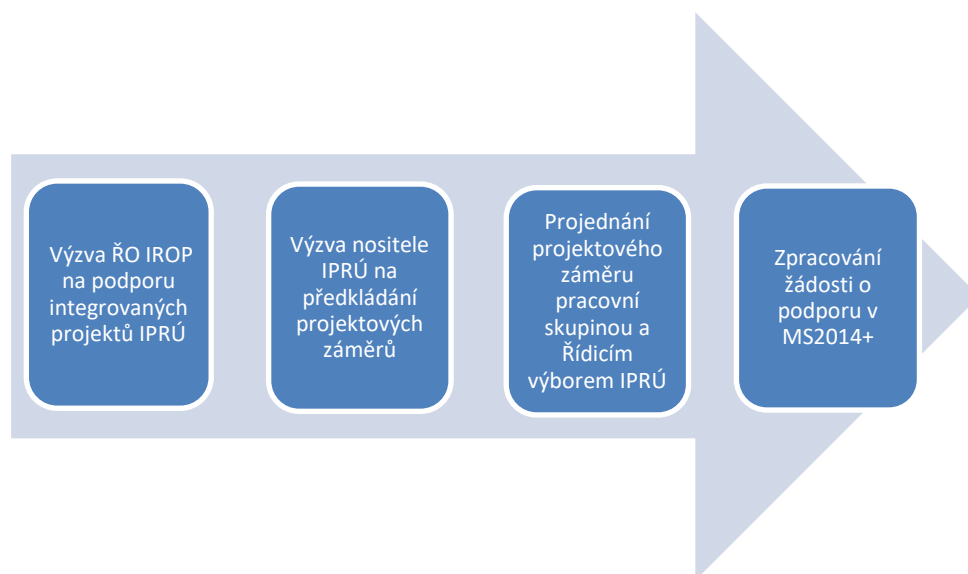 Výzva ŘO IROP
na podporu
integrovaných
projektů IPRÚ
Výzva nositele
IPRÚ na
předkládání
projektových
záměrů
Projednání
projektového
záměru
pracovní
skupinou a
Řídicím
výborem IPRÚ
Zpracování
žádosti o
podporu v
MS2014+